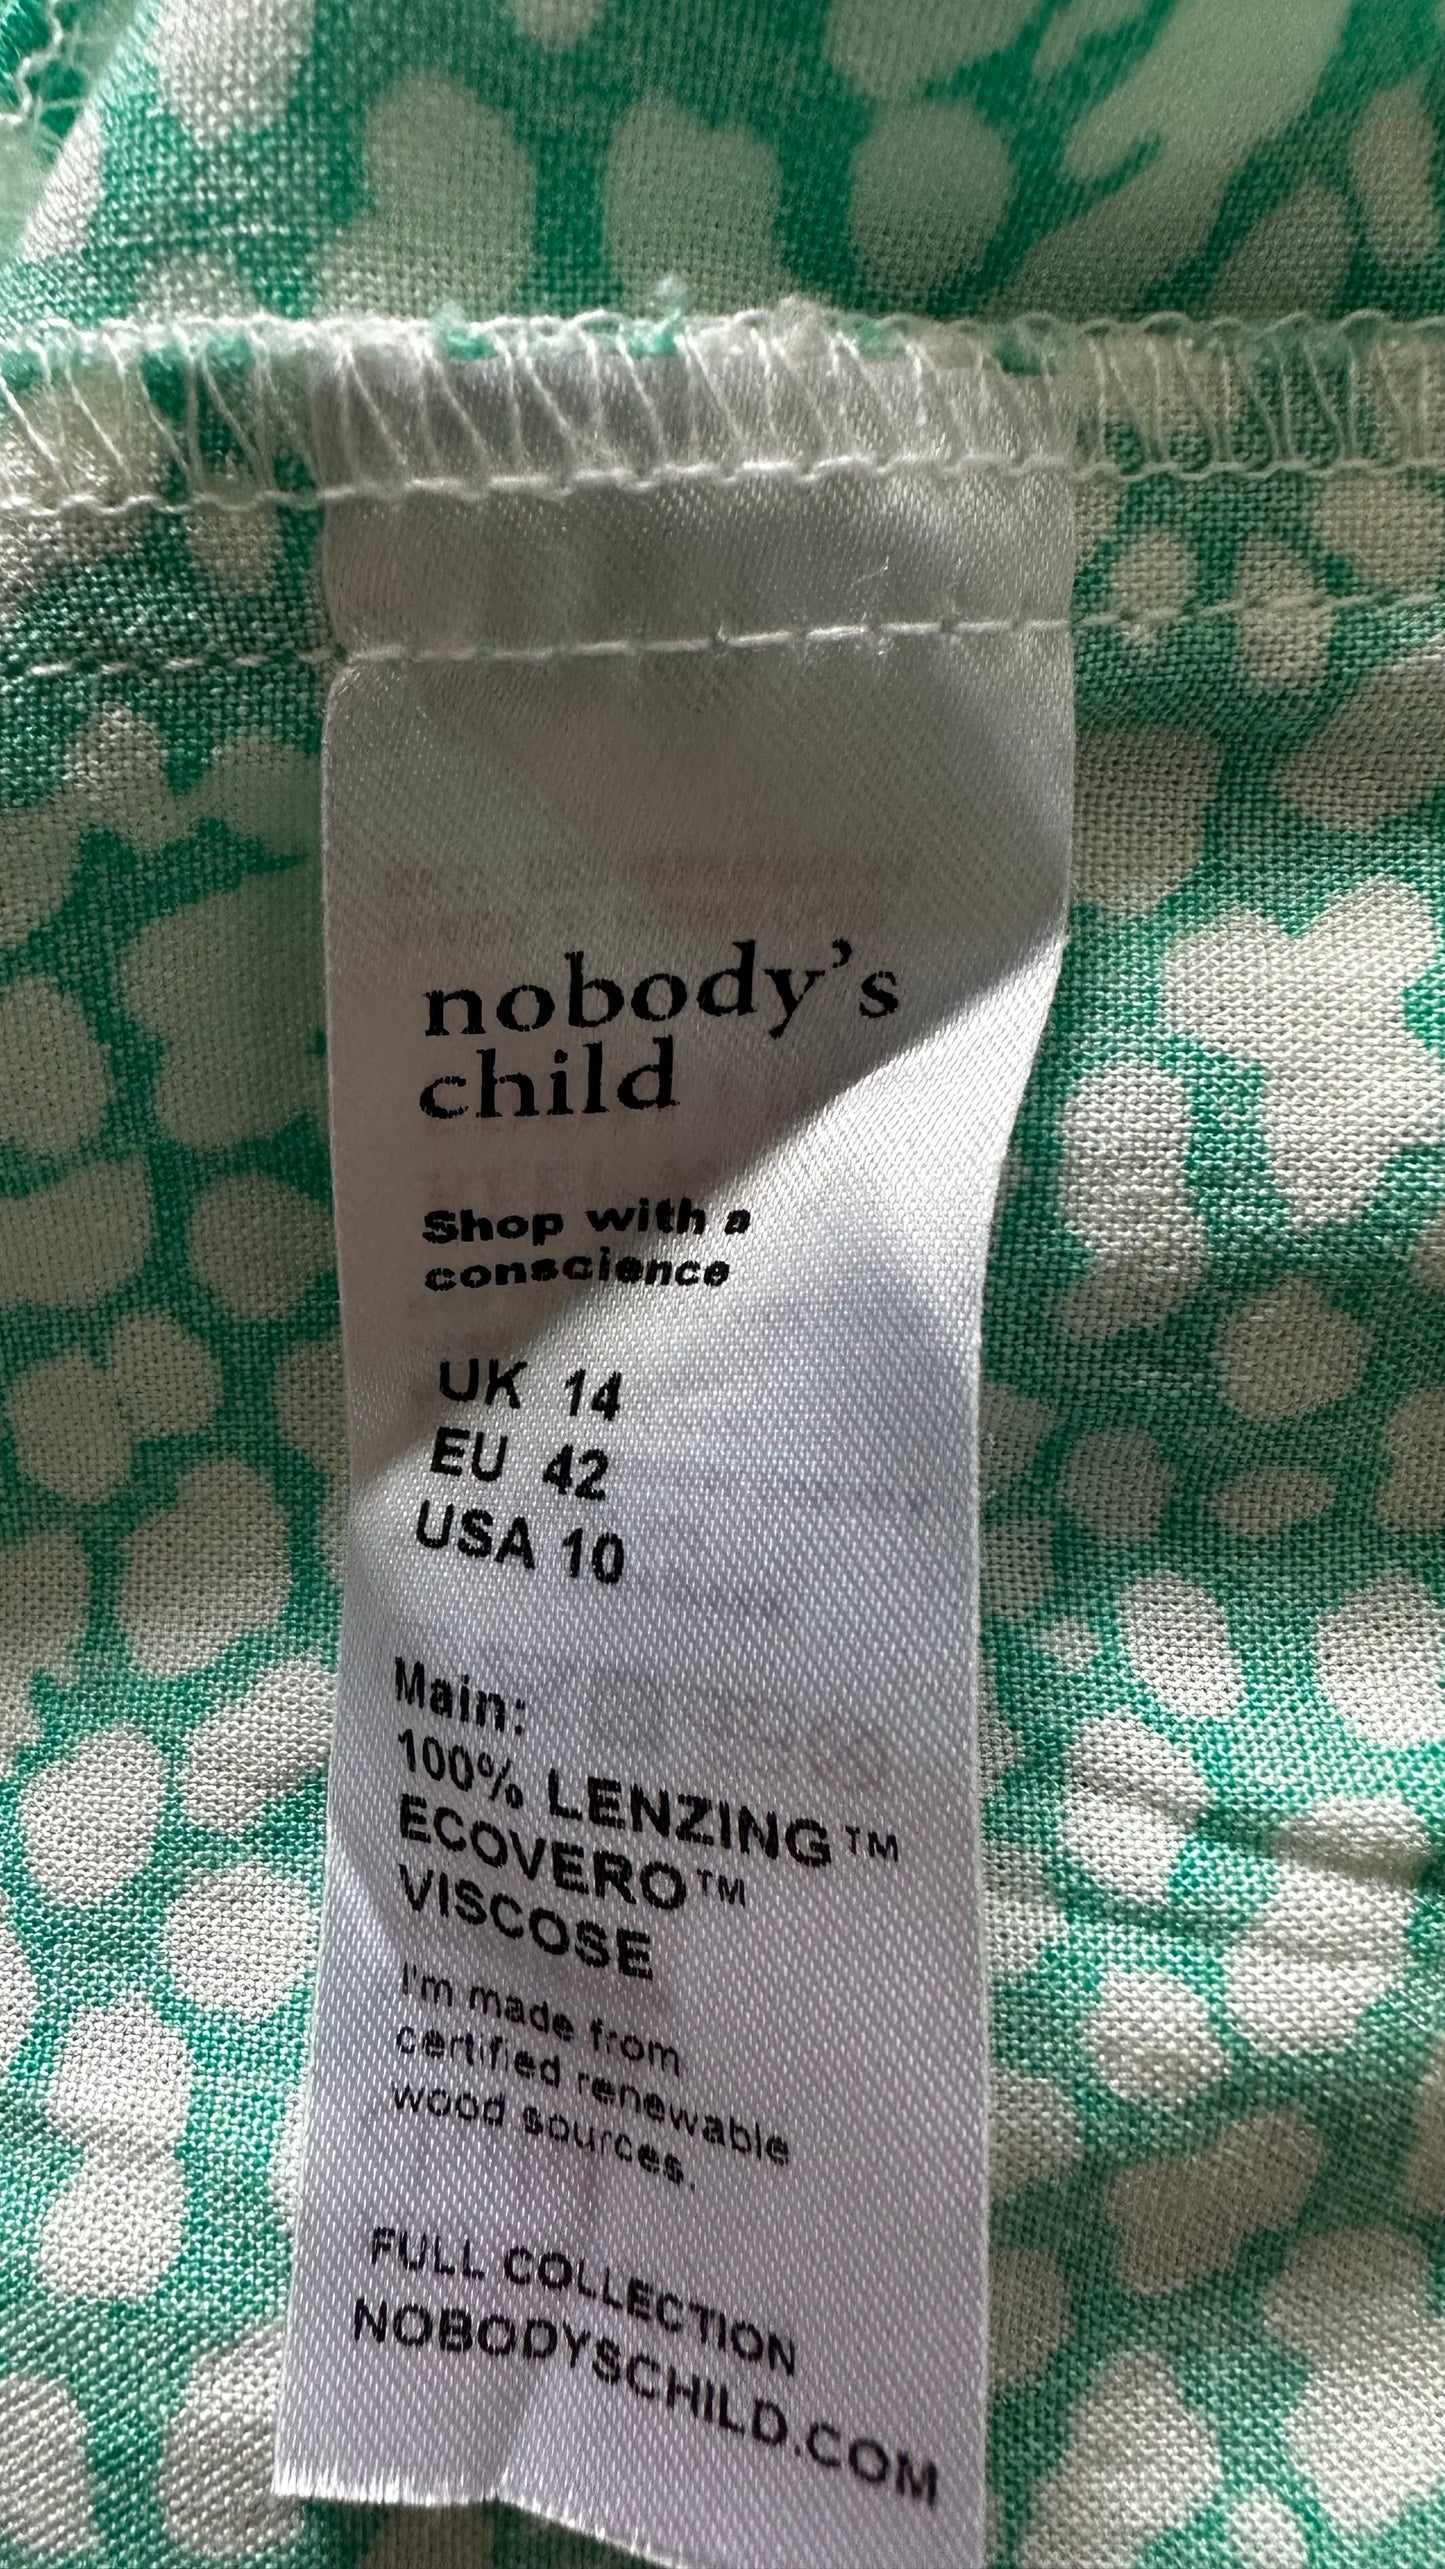 nobody's
child
Shop with a
conscience
UK 14
EU 42
USA 10
Main:
100% LENZING™
ECOVERO™
VISCOSE
I'm made from
certified renewable
wood sources.
FULL COLLECTION
NOBODYSCHILD.COM